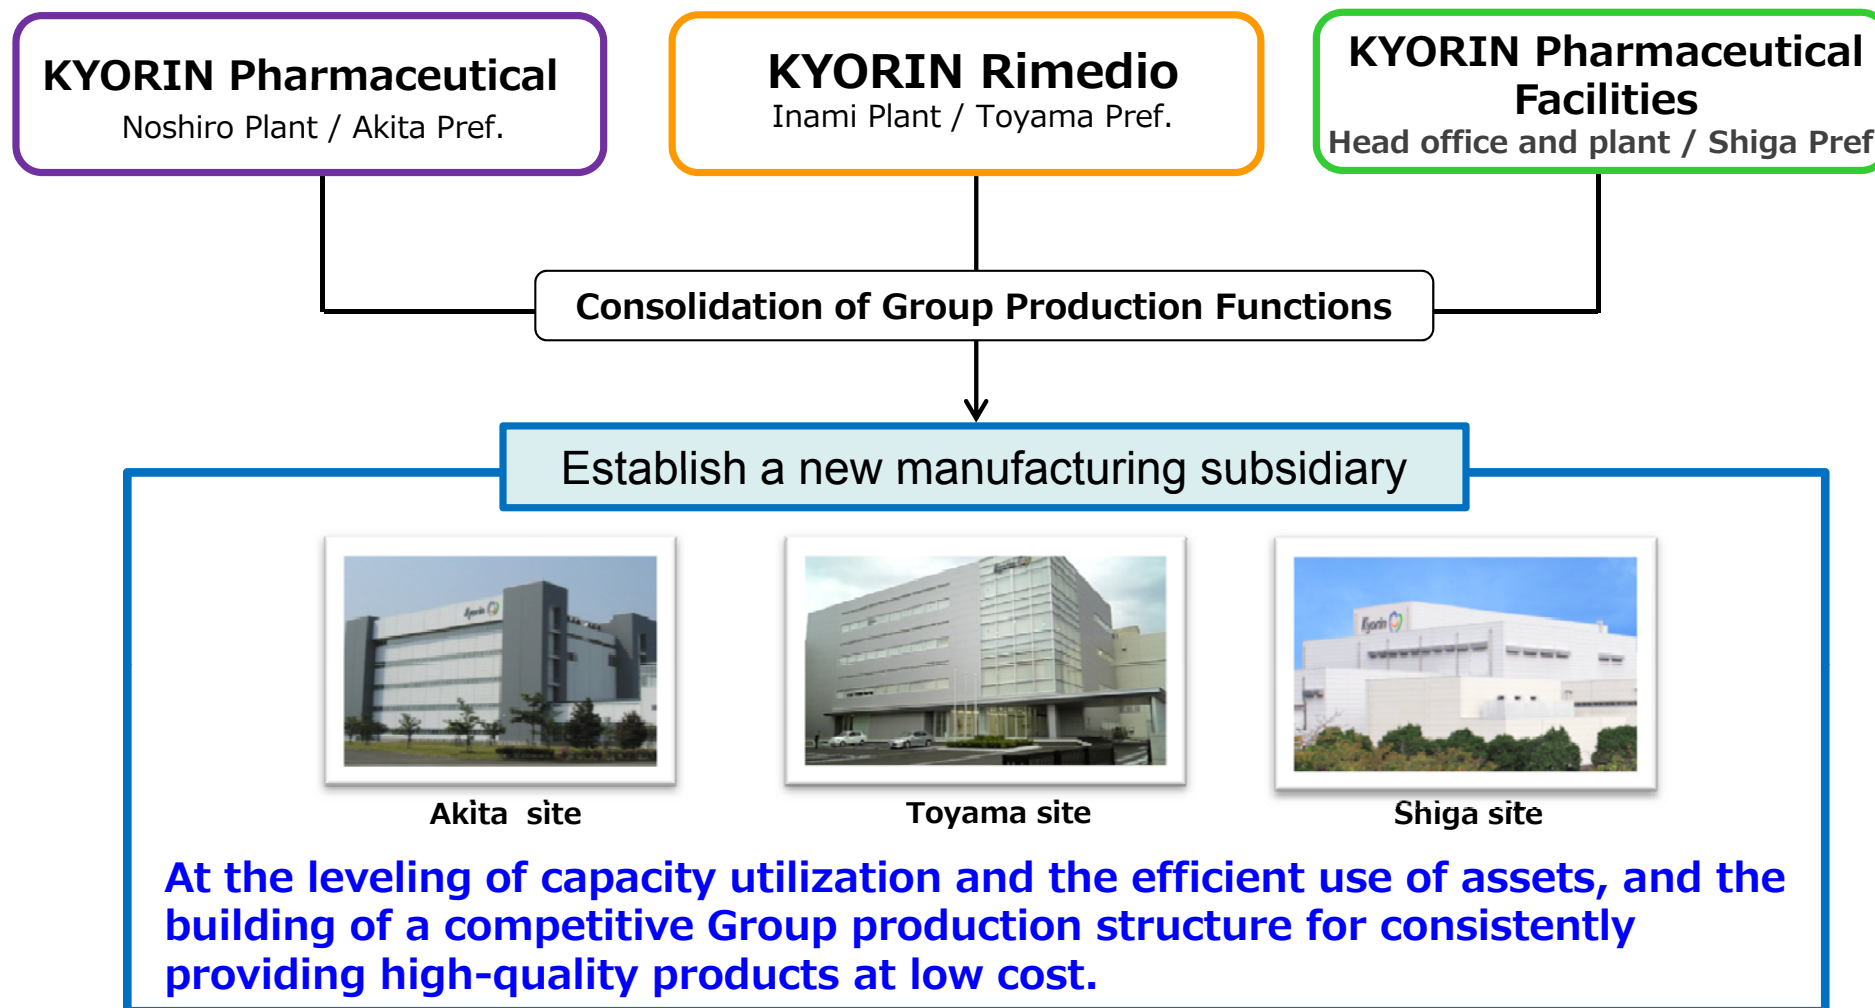 KYORIN Pharmaceutical
Noshiro Plant / Akita Pref.
KYORIN Rimedio
Inami Plant / Toyama Pref.
KYORIN Pharmaceutical
Facilities
Head office and plant / Shiga Pref
Consolidation of Group Production Functions
Establish a new manufacturing subsidiary
Kyorin
Kyorin
Kyorin
Akita site
Toyama site
Shiga site
At the leveling of capacity utilization and the efficient use of assets, and the
building of a competitive Group production structure for consistently
providing high-quality products at low cost.